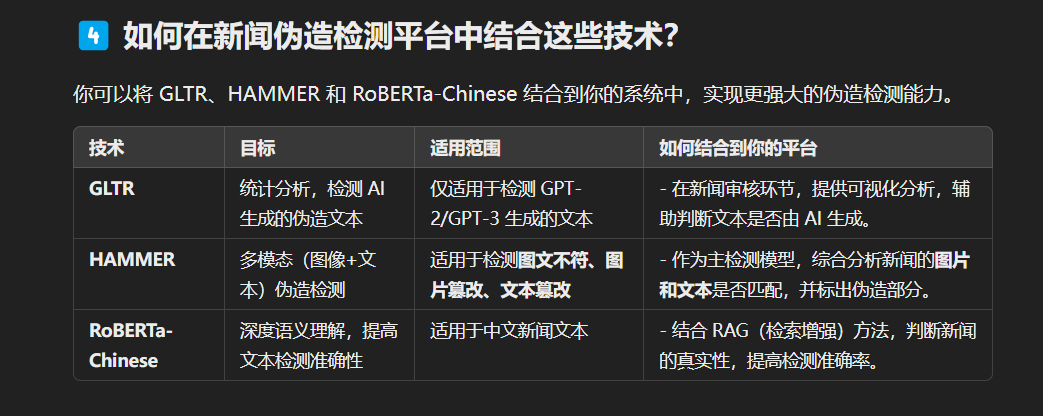 4 如何在新闻伪造检测平台中结合这些技术？
你可以将 GLTR、HAMMER 和 RoBERTa-Chinese 结合到你的系统中，实现更强大的伪造检测能力。
技术 目标 适用范围 如何结合到你的平台
GLTR
统计分析，检测 AI
生成的伪造文本
仅适用于检测 GPT-
2/GPT-3 生成的文本
- 在新闻审核环节，提供可视化分析，辅
助判断文本是否由 AI 生成。
HAMMER
多模态（图像+文
本）伪造检测
适用于检测图文不符、图
片篡改、文本篡改
- 作为主检测模型，综合分析新闻的图片
和文本是否匹配，并标出伪造部分。
RoBERTa-
Chinese
深度语义理解，提高
文本检测准确性
适用于中文新闻文本
- 结合 RAG（检索增强）方法，判断新闻
的真实性，提高检测准确率。